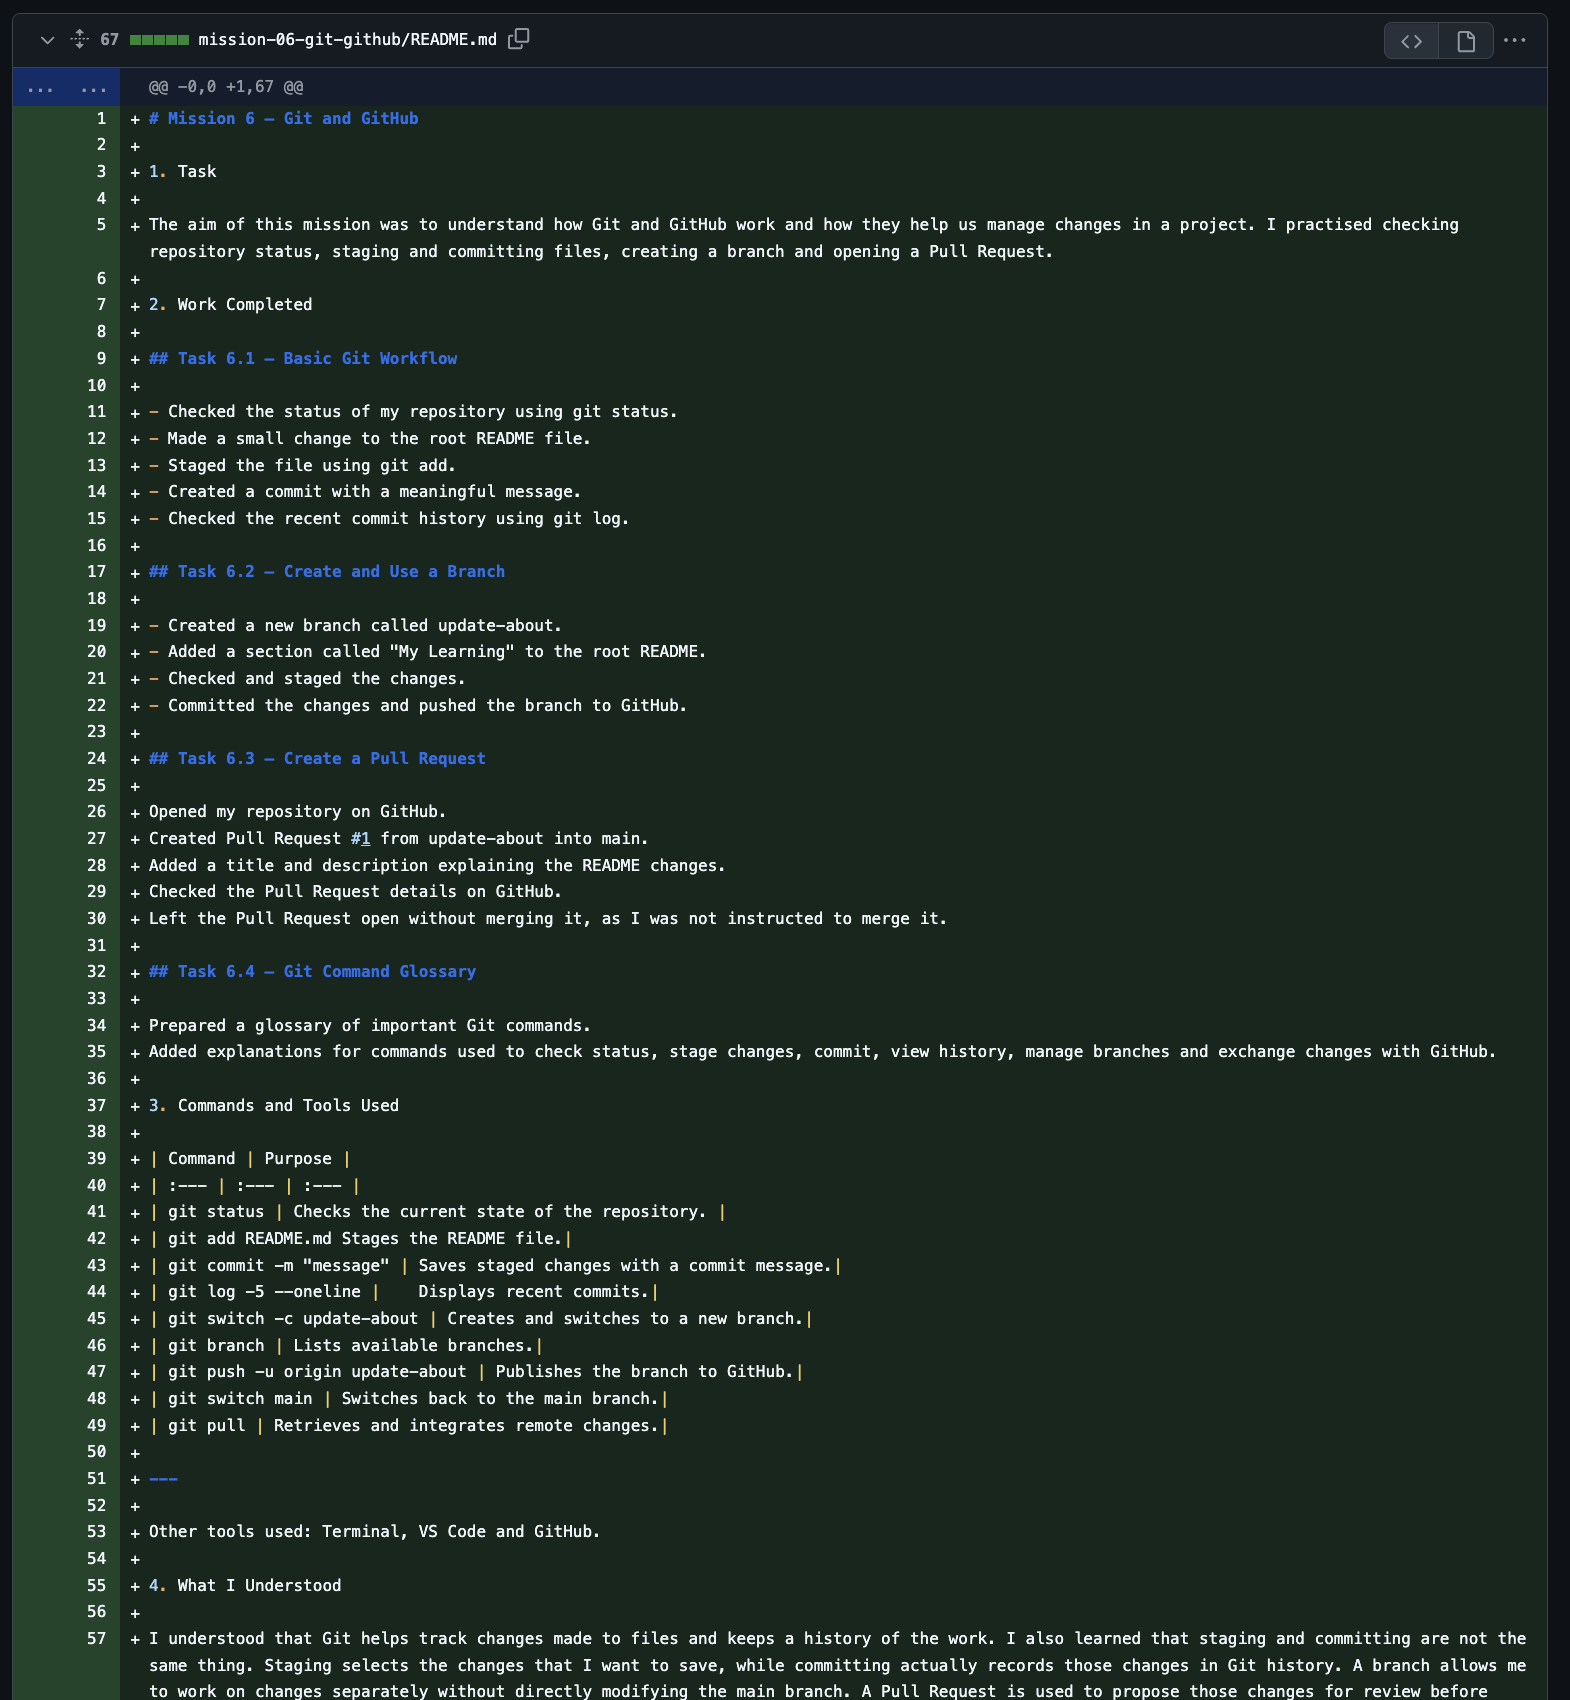 67 mission-06-git-github/README.md
... ... @@ -0,0 +1,67 @@
1 + # Mission 6 – Git and GitHub
2 +
3 + 1. Task
4 +
5 + The aim of this mission was to understand how Git and GitHub work and how they help us manage changes in a project. I practised checking
repository status, staging and committing files, creating a branch and opening a Pull Request.
6 +
7 + 2. Work Completed
8 +
9 + ## Task 6.1 – Basic Git Workflow
10 +
11 + - Checked the status of my repository using git status.
12 + - Made a small change to the root README file.
13 + - Staged the file using git add.
14 + - Created a commit with a meaningful message.
15 + - Checked the recent commit history using git log.
16 +
17 + ## Task 6.2 – Create and Use a Branch
18 +
19 + - Created a new branch called update-about.
20 + - Added a section called "My Learning" to the root README.
21 + - Checked and staged the changes.
22 + - Committed the changes and pushed the branch to GitHub.
23 +
24 + ## Task 6.3 – Create a Pull Request
25 +
26 + Opened my repository on GitHub.
27 + Created Pull Request #1 from update-about into main.
28 + Added a title and description explaining the README changes.
29 + Checked the Pull Request details on GitHub.
30 + Left the Pull Request open without merging it, as I was not instructed to merge it.
31 +
32 + ## Task 6.4 – Git Command Glossary
33 +
34 + Prepared a glossary of important Git commands.
35 + Added explanations for commands used to check status, stage changes, commit, view history, manage branches and exchange changes with GitHub.
36 +
37 + 3. Commands and Tools Used
38 +
39 + | Command | Purpose |
40 + | :--- | :--- | :--- |
41 + | git status | Checks the current state of the repository. |
42 + | git add README.md Stages the README file.|
43 + | git commit -m "message" | Saves staged changes with a commit message.|
44 + | git log -5 --oneline |    Displays recent commits.|
45 + | git switch -c update-about | Creates and switches to a new branch.|
46 + | git branch | Lists available branches.|
47 + | git push -u origin update-about | Publishes the branch to GitHub.|
48 + | git switch main | Switches back to the main branch.|
49 + | git pull | Retrieves and integrates remote changes.|
50 +
51 + ---
52 +
53 + Other tools used: Terminal, VS Code and GitHub.
54 +
55 + 4. What I Understood
56 +
57 + I understood that Git helps track changes made to files and keeps a history of the work. I also learned that staging and committing are not the
same thing. Staging selects the changes that I want to save, while committing actually records those changes in Git history. A branch allows me
to work on changes separately without directly modifying the main branch. A Pull Request is used to propose those changes for review before